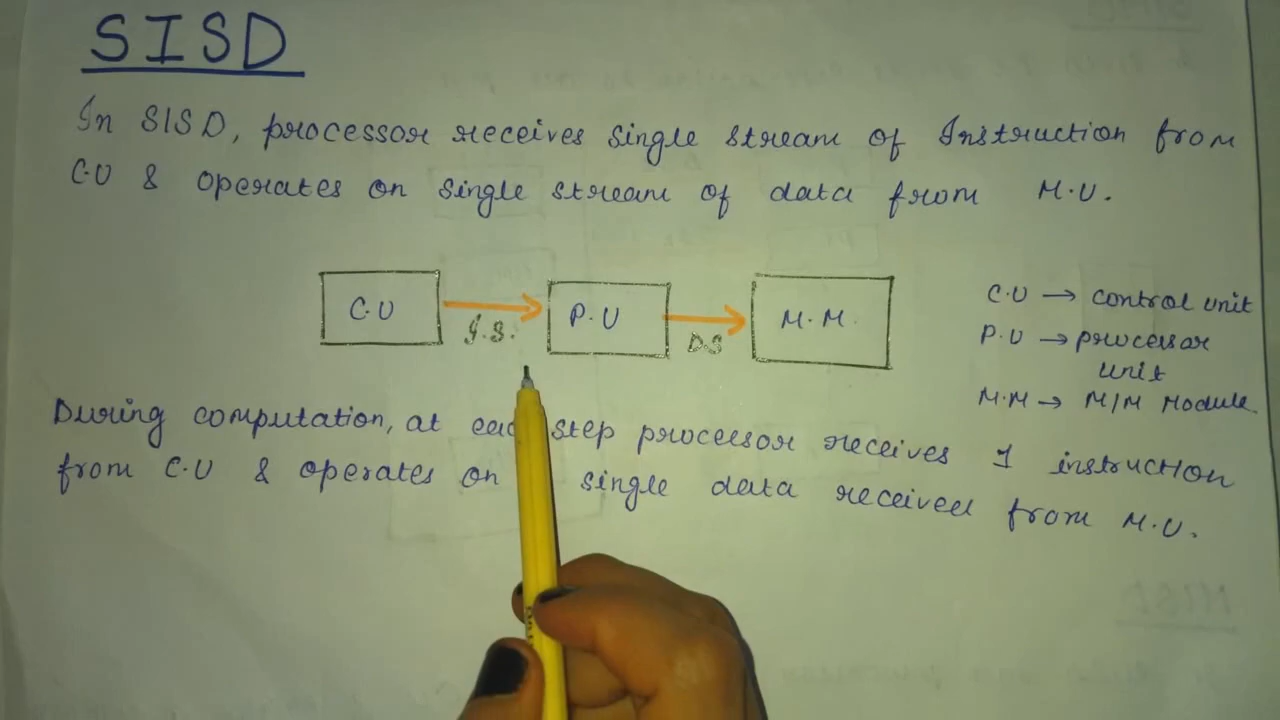 SISD
In SISD, processor receives single stream of Instruction from
C.U & operates on single stream of data from M.U.
C.U
I.S.
P.U
D.S
M.M.
C.U → control unit
P.U → processor
unit
M.M → M/M Module.
During computation, at each step processor receives 1 instruction
from C.U & operates on single data received from M.U.